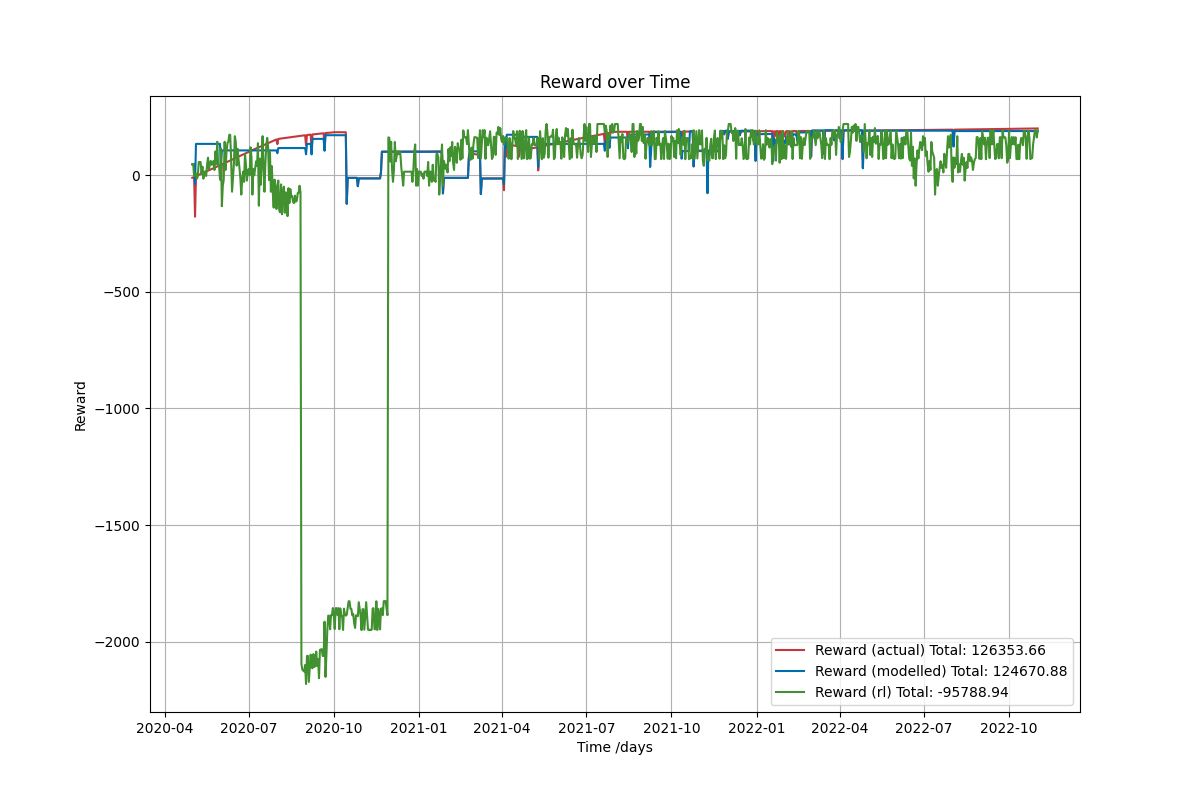 Reward over Time
Reward
0
−500
−1000
−1500
−2000
2020-04 2020-07 2020-10 2021-01 2021-04 2021-07 2021-10 2022-01 2022-04 2022-07 2022-10
Time /days
Reward (actual) Total: 126353.66
Reward (modelled) Total: 124670.88
Reward (rl) Total: -95788.94